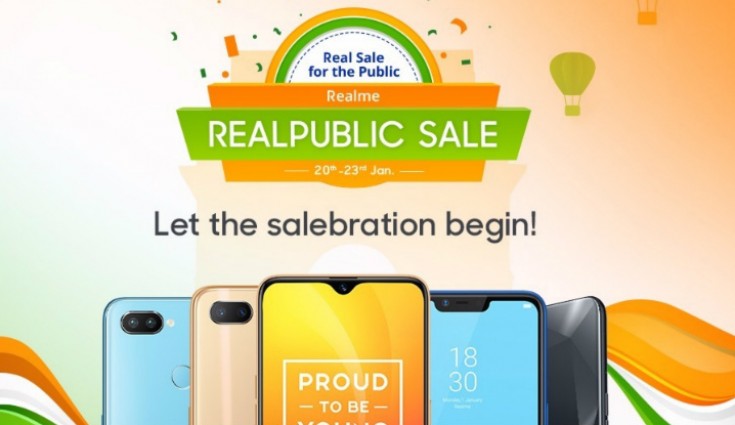 Real Sale
for the Public
Realme
REALPUBLIC SALE
20th -23rd Jan.
Let the salebration begin!
18
30
PROUD
TO BE
YOUNG